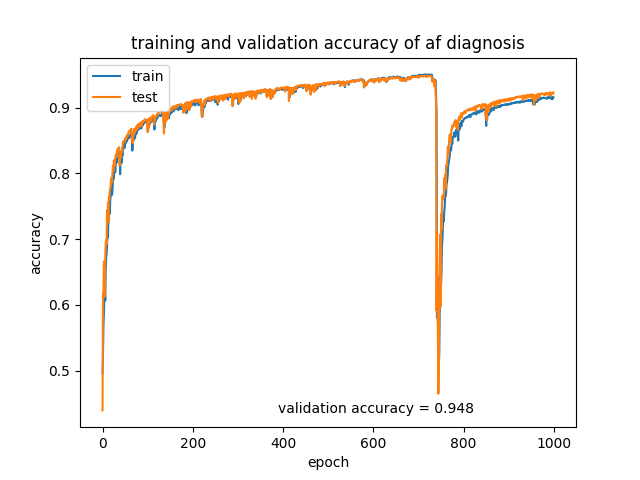 training and validation accuracy of af diagnosis
train
test
accuracy
0.9
0.8
0.7
0.6
0.5
validation accuracy = 0.948
0 200 400 600 800 1000
epoch